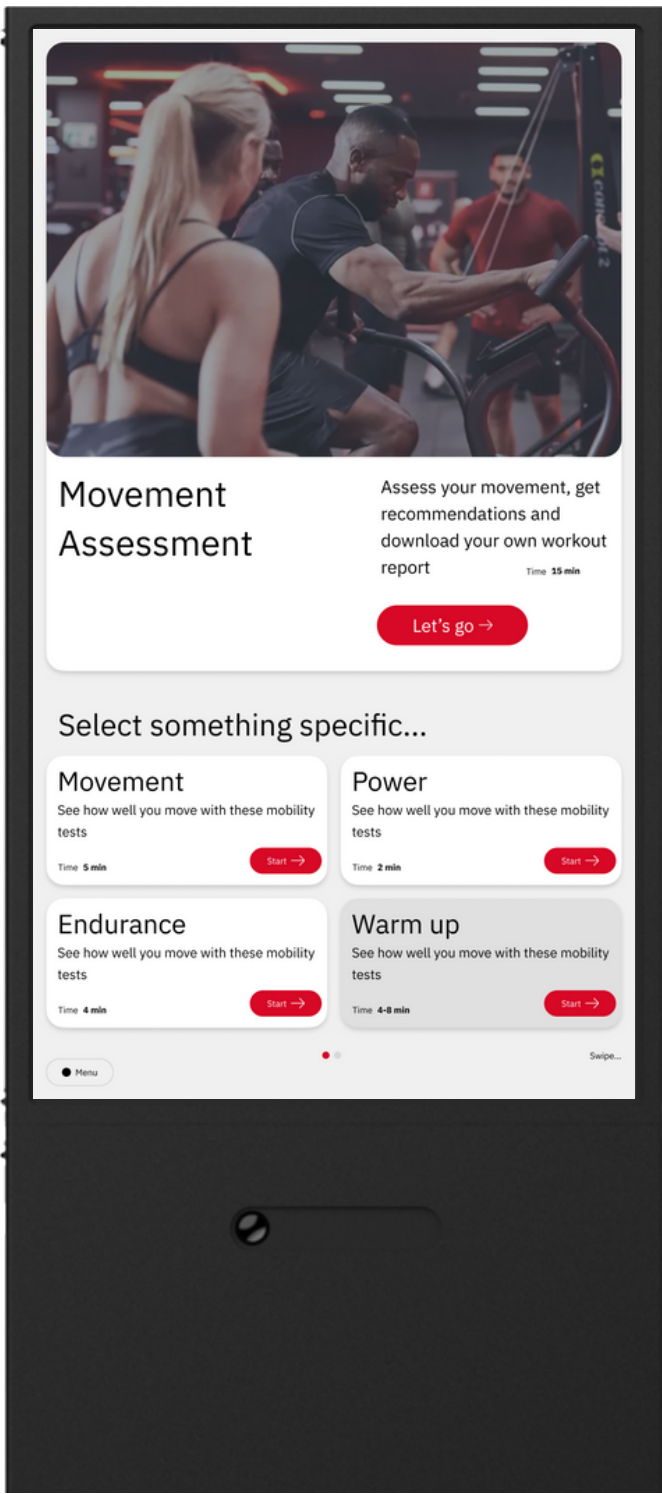 concept 2
Movement
Assessment
Assess your movement, get
recommendations and
download your own workout
report
Time 15 min
Let's go →
Select something specific...
Movement
See how well you move with these mobility
tests
Time 5 min
Start →
Power
See how well you move with these mobility
tests
Time 2 min
Start →
Endurance
See how well you move with these mobility
tests
Time 4 min
Start →
Warm up
See how well you move with these mobility
tests
Time 4-8 min
Start →
Menu
Swipe...